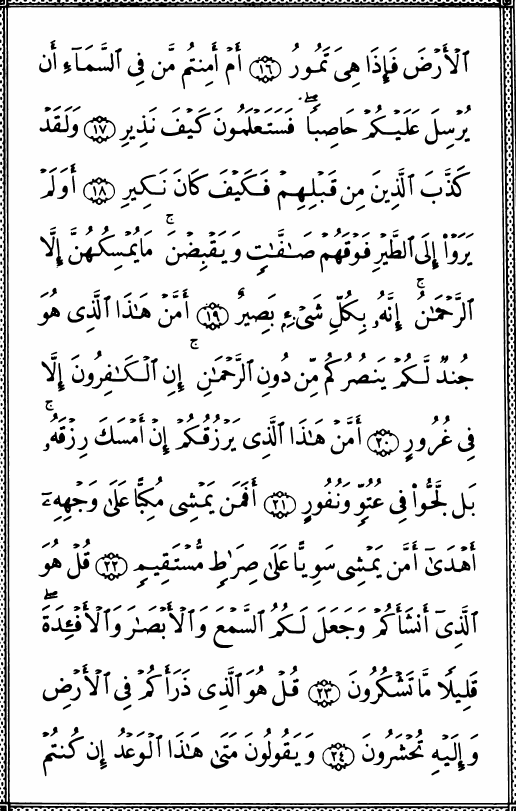 ٱلْأَرْضَ فَإِذَا هِىَ تَمُورُ ١٦ أَمْ أَمِنتُم مَّن فِى ٱلسَّمَآءِ أَن
يُرْسِلَ عَلَيْكُمْ حَاصِبًا ۖ فَسَتَعْلَمُونَ كَيْفَ نَذِيرِ ١٧ وَلَقَدْ
كَذَّبَ ٱلَّذِينَ مِن قَبْلِهِمْ فَكَيْفَ كَانَ نَكِيرِ ١٨ أَوَلَمْ
يَرَوْا۟ إِلَى ٱلطَّيْرِ فَوْقَهُمْ صَـٰٓفَّـٰتٍ وَيَقْبِضْنَ ۚ مَا يُمْسِكُهُنَّ إِلَّا
ٱلرَّحْمَـٰنُ ۚ إِنَّهُۥ بِكُلِّ شَىْءٍۭ بَصِيرٌ ١٩ أَمَّنْ هَـٰذَا ٱلَّذِى هُوَ
جُندٌ لَّكُمْ يَنصُرُكُم مِّن دُونِ ٱلرَّحْمَـٰنِ ۚ إِنِ ٱلْكَـٰفِرُونَ إِلَّا
فِى غُرُورٍ ٢٠ أَمَّنْ هَـٰذَا ٱلَّذِى يَرْزُقُكُمْ إِنْ أَمْسَكَ رِزْقَهُۥ ۚ
بَل لَّجُّوا۟ فِى عُتُوٍّ وَنُفُورٍ ٢١ أَفَمَن يَمْشِى مُكِبًّا عَلَىٰ وَجْهِهِۦٓ
أَهْدَىٰٓ أَمَّن يَمْشِى سَوِيًّا عَلَىٰ صِرَٰطٍ مُّسْتَقِيمٍ ٢٢ قُلْ هُوَ
ٱلَّذِىٓ أَنشَأَكُمْ وَجَعَلَ لَكُمُ ٱلسَّمْعَ وَٱلْأَبْصَـٰرَ وَٱلْأَفْـِٔدَةَ ۖ
قَلِيلًا مَّا تَشْكُرُونَ ٢٣ قُلْ هُوَ ٱلَّذِى ذَرَأَكُمْ فِى ٱلْأَرْضِ
وَإِلَيْهِ تُحْشَرُونَ ٢٤ وَيَقُولُونَ مَتَىٰ هَـٰذَا ٱلْوَعْدُ إِن كُنتُمْ